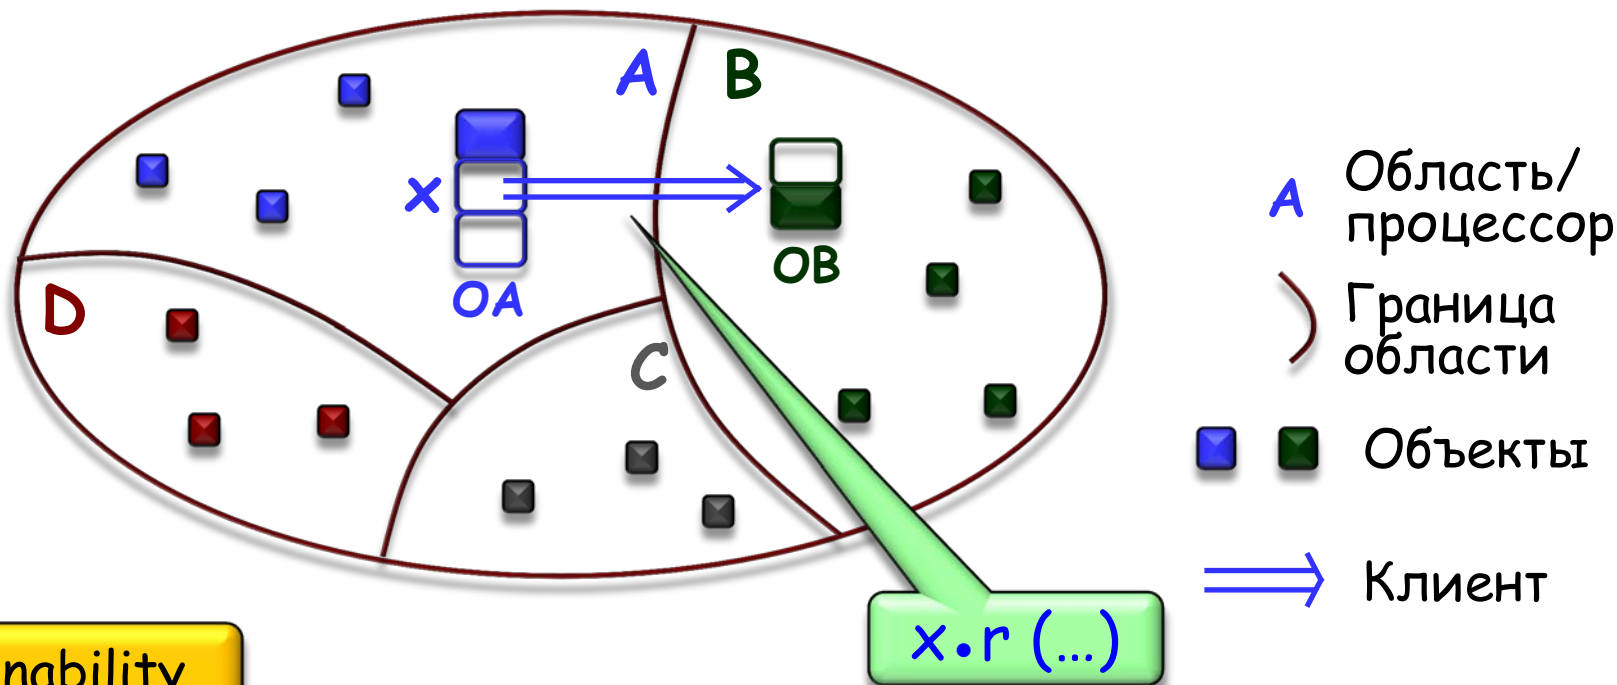 A
B
x
OA
OB
D
C
x.r (...)
nability
A
Область/
процессор
Граница
области
Объекты
Клиент